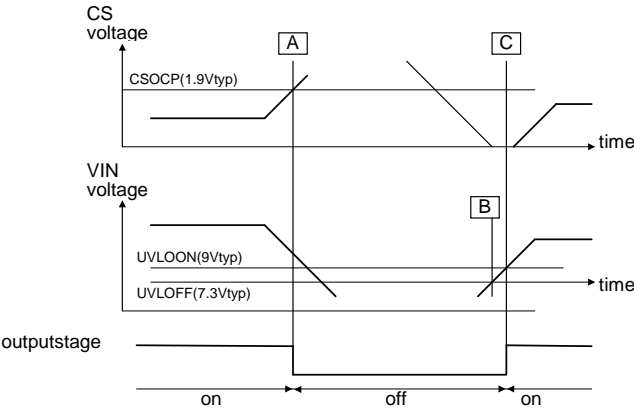 CS
voltage
A
C
CSOCP(1.9Vtyp)
time
VIN
voltage
B
UVLOON(9Vtyp)
UVLOFF(7.3Vtyp)
time
outputstage
on
off
on